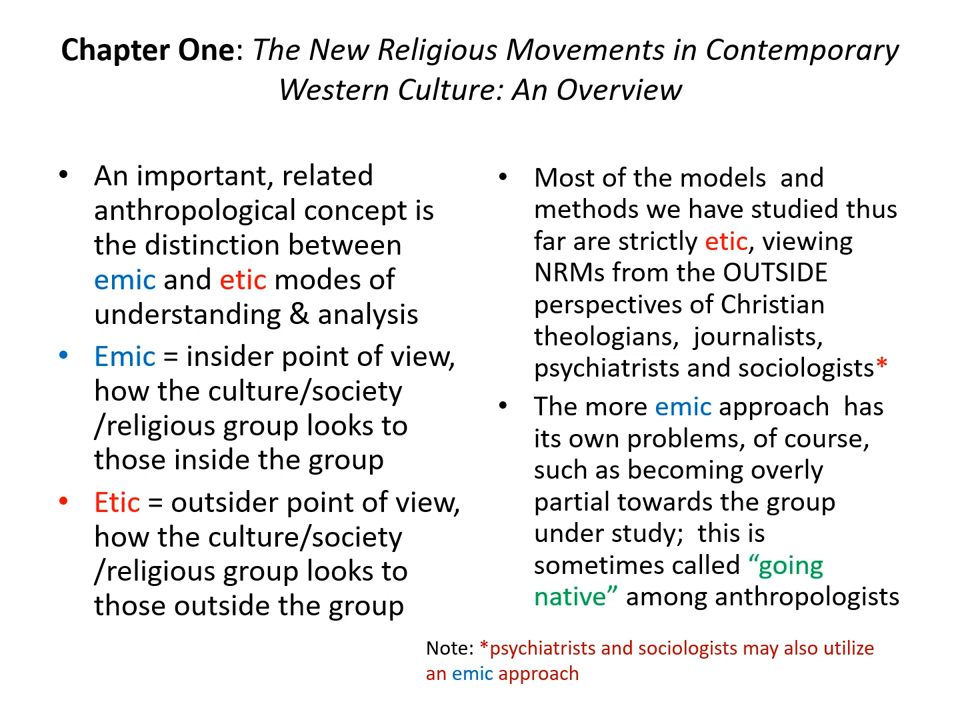 Chapter One: The New Religious Movements in Contemporary
Western Culture: An Overview
• An important, related
anthropological concept is
the distinction between
emic and etic modes of
understanding & analysis
• Emic = insider point of view,
how the culture/society
/religious group looks to
those inside the group
• Etic = outsider point of view,
how the culture/society
/religious group looks to
those outside the group
• Most of the models and
methods we have studied thus
far are strictly etic, viewing
NRMs from the OUTSIDE
perspectives of Christian
theologians, journalists,
psychiatrists and sociologists*
• The more emic approach has
its own problems, of course,
such as becoming overly
partial towards the group
under study; this is
sometimes called “going
native” among anthropologists
Note: *psychiatrists and sociologists may also utilize
an emic approach